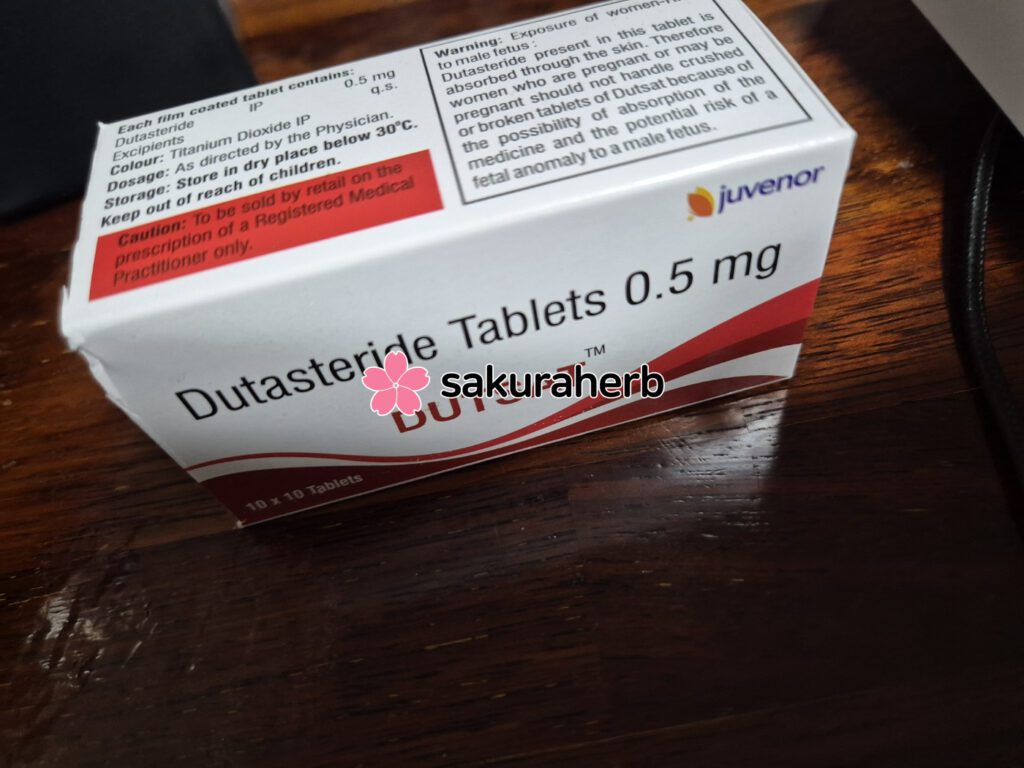 Each film coated tablet contains:
Dutasteride IP 0.5 mg
Excipients q.s.
Colour: Titanium Dioxide IP
Dosage: As directed by the Physician.
Storage: Store in dry place below 30ºC.
Keep out of reach of children.
Caution: To be sold by retail on the
prescription of a Registered Medical
Practitioner only.
Warning: Exposure of women-
to male fetus :
Dutasteride present in this tablet is
absorbed through the skin. Therefore
women who are pregnant or may be
pregnant should not handle crushed
or broken tablets of Dutsat because of
the possibility of absorption of the
medicine and the potential risk of a
fetal anomaly to a male fetus.
juvenor
Dutasteride Tablets 0.5 mg
sakuraherb
10 x 10 Tablets